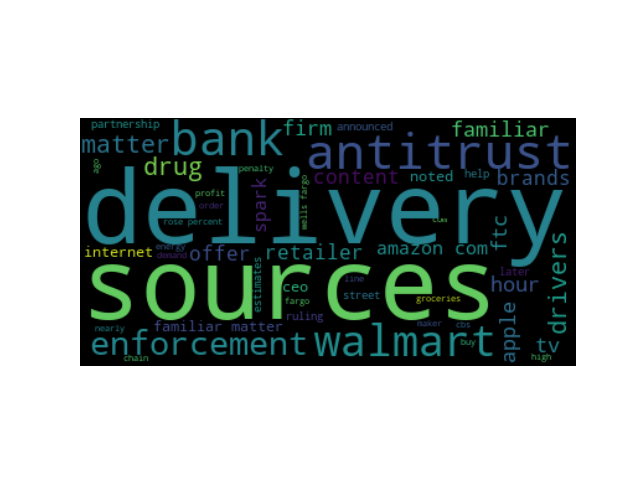 partnership
bank
firm
announced
familiar
matter
antitrust
ago
drug
penalty
content
noted
help
brands
delivery
profit
order
rose percent
spark
wells fargo
cvs
ftc
internet
energy
demand
offer
retailer
amazon com
drivers
sources
estimates
ceo
line
later
hour
fargo
street
groceries
ruling
apple
nearly
familiar matter
maker
cbs
enforcement
walmart
buy
tv
chain
high